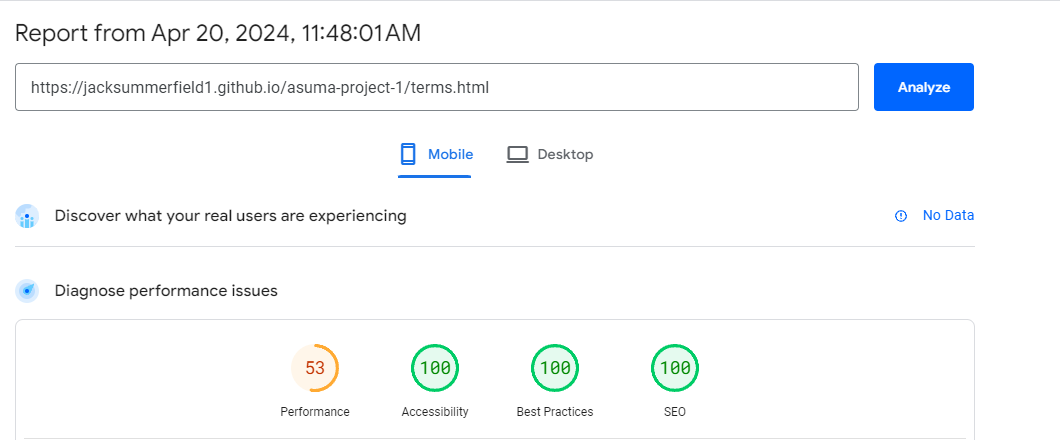 Report from Apr 20, 2024, 11:48:01 AM
https://jacksummerfield1.github.io/asuma-project-1/terms.html
Analyze
Mobile
Desktop
Discover what your real users are experiencing
No Data
Diagnose performance issues
53
100
100
100
Performance
Accessibility
Best Practices
SEO